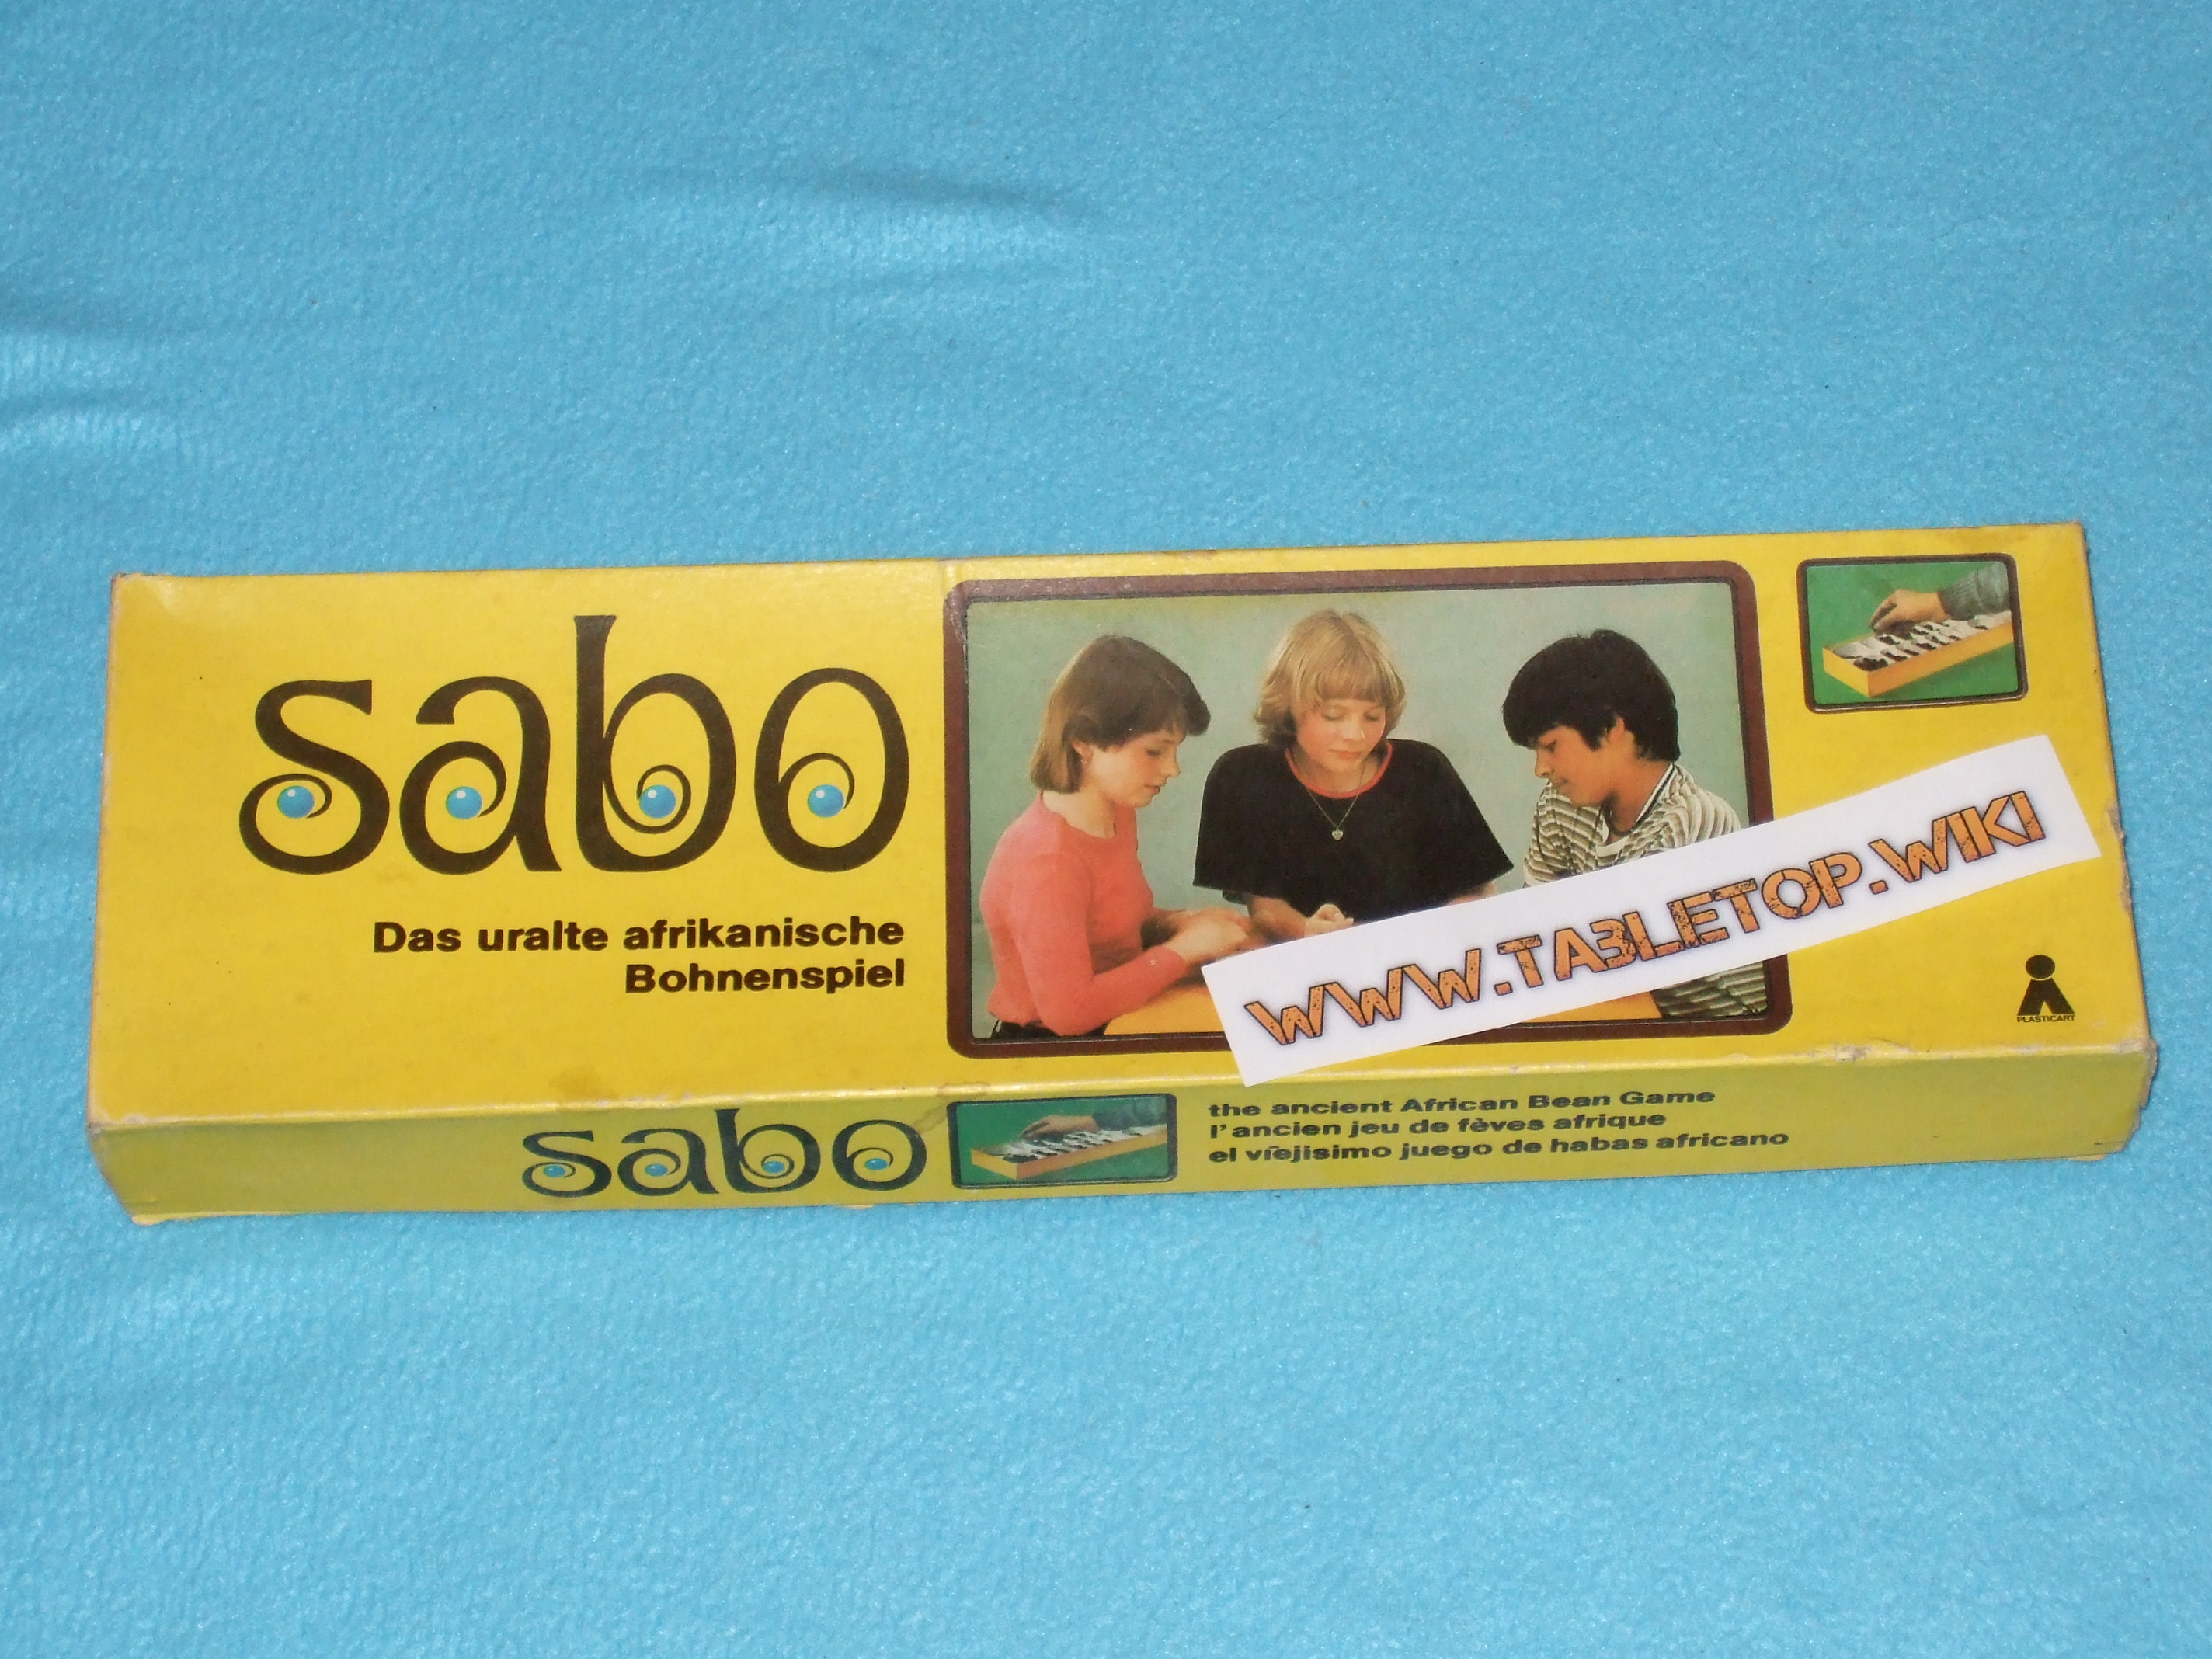 sabo
Das uralte afrikanische
Bohnenspiel
WWW.TABLETOP.WIKI
PLASTICART
sabo
the ancient African Bean Game
l'ancien jeu de fèves afrique
el viejisimo juego de habas africano